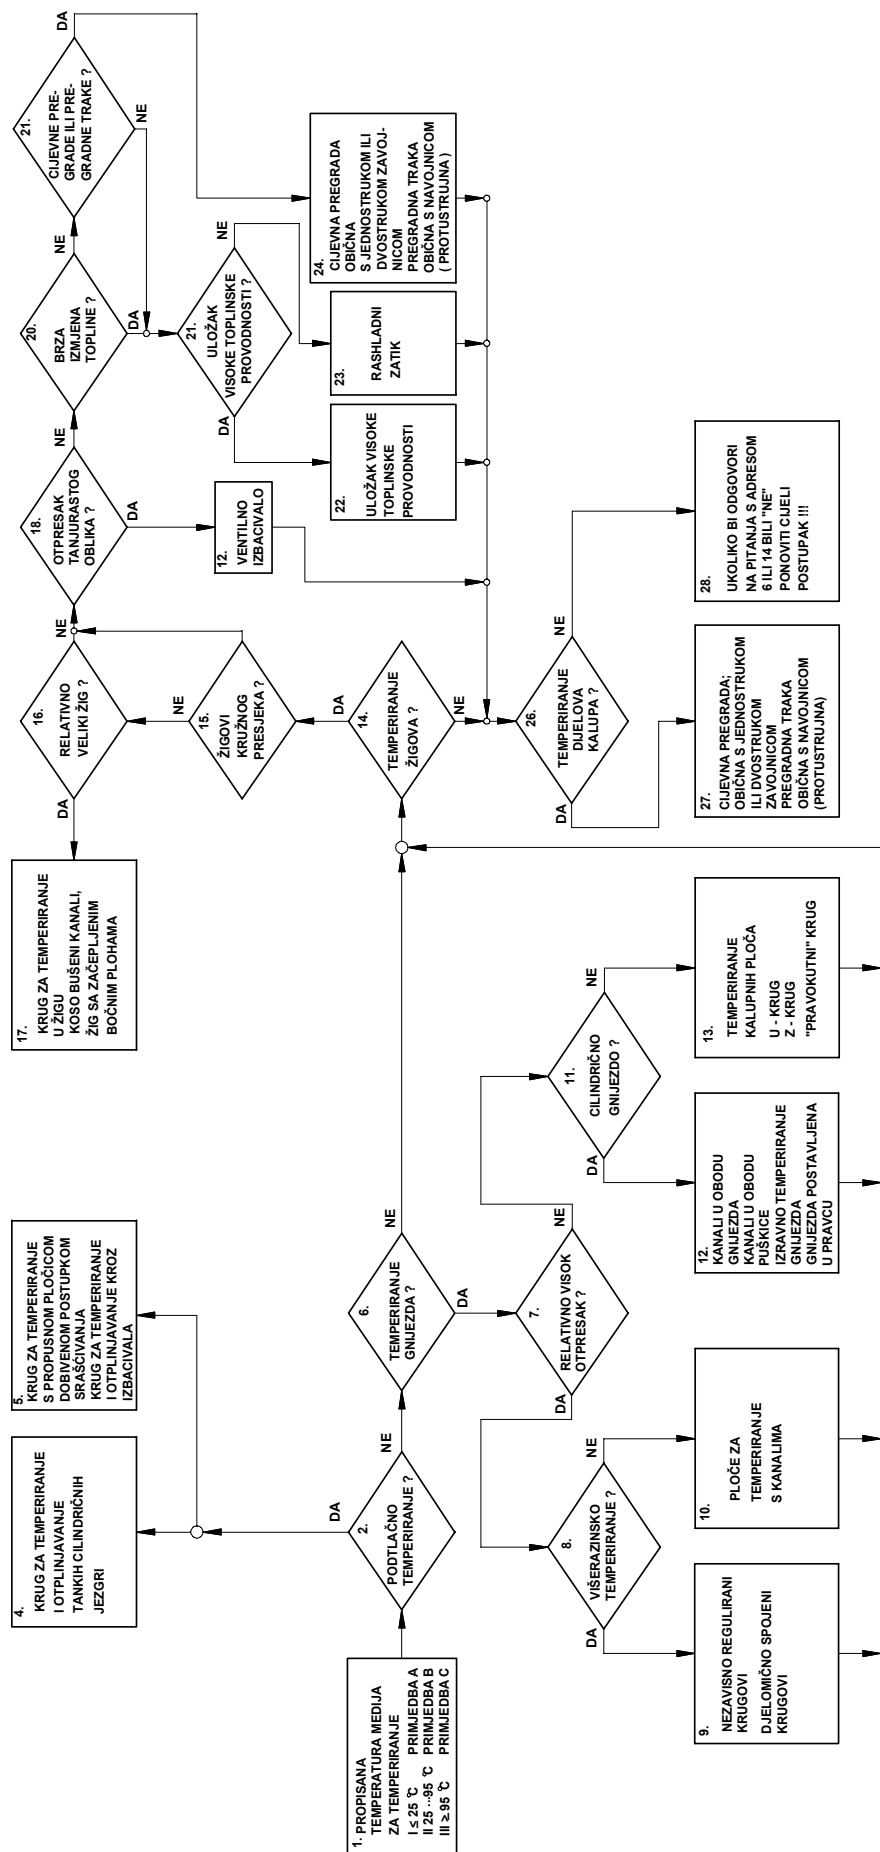 1. PROPISANA
TEMPERATURA MEDIJA
ZA TEMPERIRANJE
I ≤ 25 °C PRIMJEDBA A
II 25 ···95 °C PRIMJEDBA B
III ≥ 95 °C PRIMJEDBA C
2.
PODTLAČNO
TEMPERIRANJE ?
DA
NE
4.
KRUG ZA TEMPERIRANJE
I OTPLINJAVANJE
TANKIH CILINDRIČNIH
JEZGRI
5.
KRUG ZA TEMPERIRANJE
S PROPUSNOM PLOČICOM
DOBIVENOM POSTUPKOM
SRAŠĆIVANJA
KRUG ZA TEMPERIRANJE
I OTPLINJAVANJE KROZ
IZBACIVALA
6.
TEMPERIRANJE
GNIJEZDA ?
NE
DA
7.
RELATIVNO VISOK
OTPRESAK ?
DA
NE
8.
VIŠERAZINSKO
TEMPERIRANJE ?
DA
NE
9.
NEZAVISNO REGULIRANI
KRUGOVI
DJELOMIČNO SPOJENI
KRUGOVI
10.
PLOČE ZA
TEMPERIRANJE
S KANALIMA
11.
CILINDRIČNO
GNIJEZDO ?
DA
NE
12.
KANALI U OBODU
GNIJEZDA
KANALI U OBODU
PUŠKICE
IZRAVNO TEMPERIRANJE
GNIJEZDA
GNIJEZDA POSTAVLJENA
U PRAVCU
13.
TEMPERIRANJE
KALUPNIH PLOČA
U - KRUG
Z - KRUG
"PRAVOKUTNI" KRUG
14.
TEMPERIRANJE
ŽIGOVA ?
DA
NE
15.
ŽIGOVI
KRUŽNOG
PRESJEKA ?
NE
16.
RELATIVNO
VELIKI ŽIG ?
DA
NE
17.
KRUG ZA TEMPERIRANJE
U ŽIGU
KOSO BUŠENI KANALI,
ŽIG SA ZAČEPLJENIM
BOČNIM PLOHAMA
18.
OTPRESAK
TANJURASTOG
OBLIKA ?
NE
DA
12.
VENTILNO
IZBACIVALO
20.
BRZA
IZMJENA
TOPLINE ?
NE
DA
21.
CIJEVNE PRE-
GRADE ILI PRE-
GRADNE TRAKE ?
DA
NE
21.
ULOŽAK
VISOKE TOPLINSKE
PROVODNOSTI ?
DA
NE
22.
ULOŽAK VISOKE
TOPLINSKE
PROVODNOSTI
23.
RASHLADNI
ZATIK
24.
CIJEVNA PREGRADA
OBIČNA
S JEDNOSTRUKOM ILI
DVOSTRUKOM ZAVOJ-
NICOM
PREGRADNA TRAKA
OBIČNA S NAVOJNICOM
( PROTUSTRUJNA )
26.
TEMPERIRANJE
DIJELOVA
KALUPA ?
DA
NE
27.
CIJEVNA PREGRADA;
OBIČNA S JEDNOSTRUKOM
ILI DVOSTRUKOM
ZAVOJNICOM
PREGRADNA TRAKA
OBIČNA S NAVOJNICOM
(PROTUSTRUJNA)
28.
UKOLIKO BI ODGOVORI
NA PITANJA S ADRESOM
6 ILI 14 BILI "NE"
PONOVITI CIJELI
POSTUPAK !!!